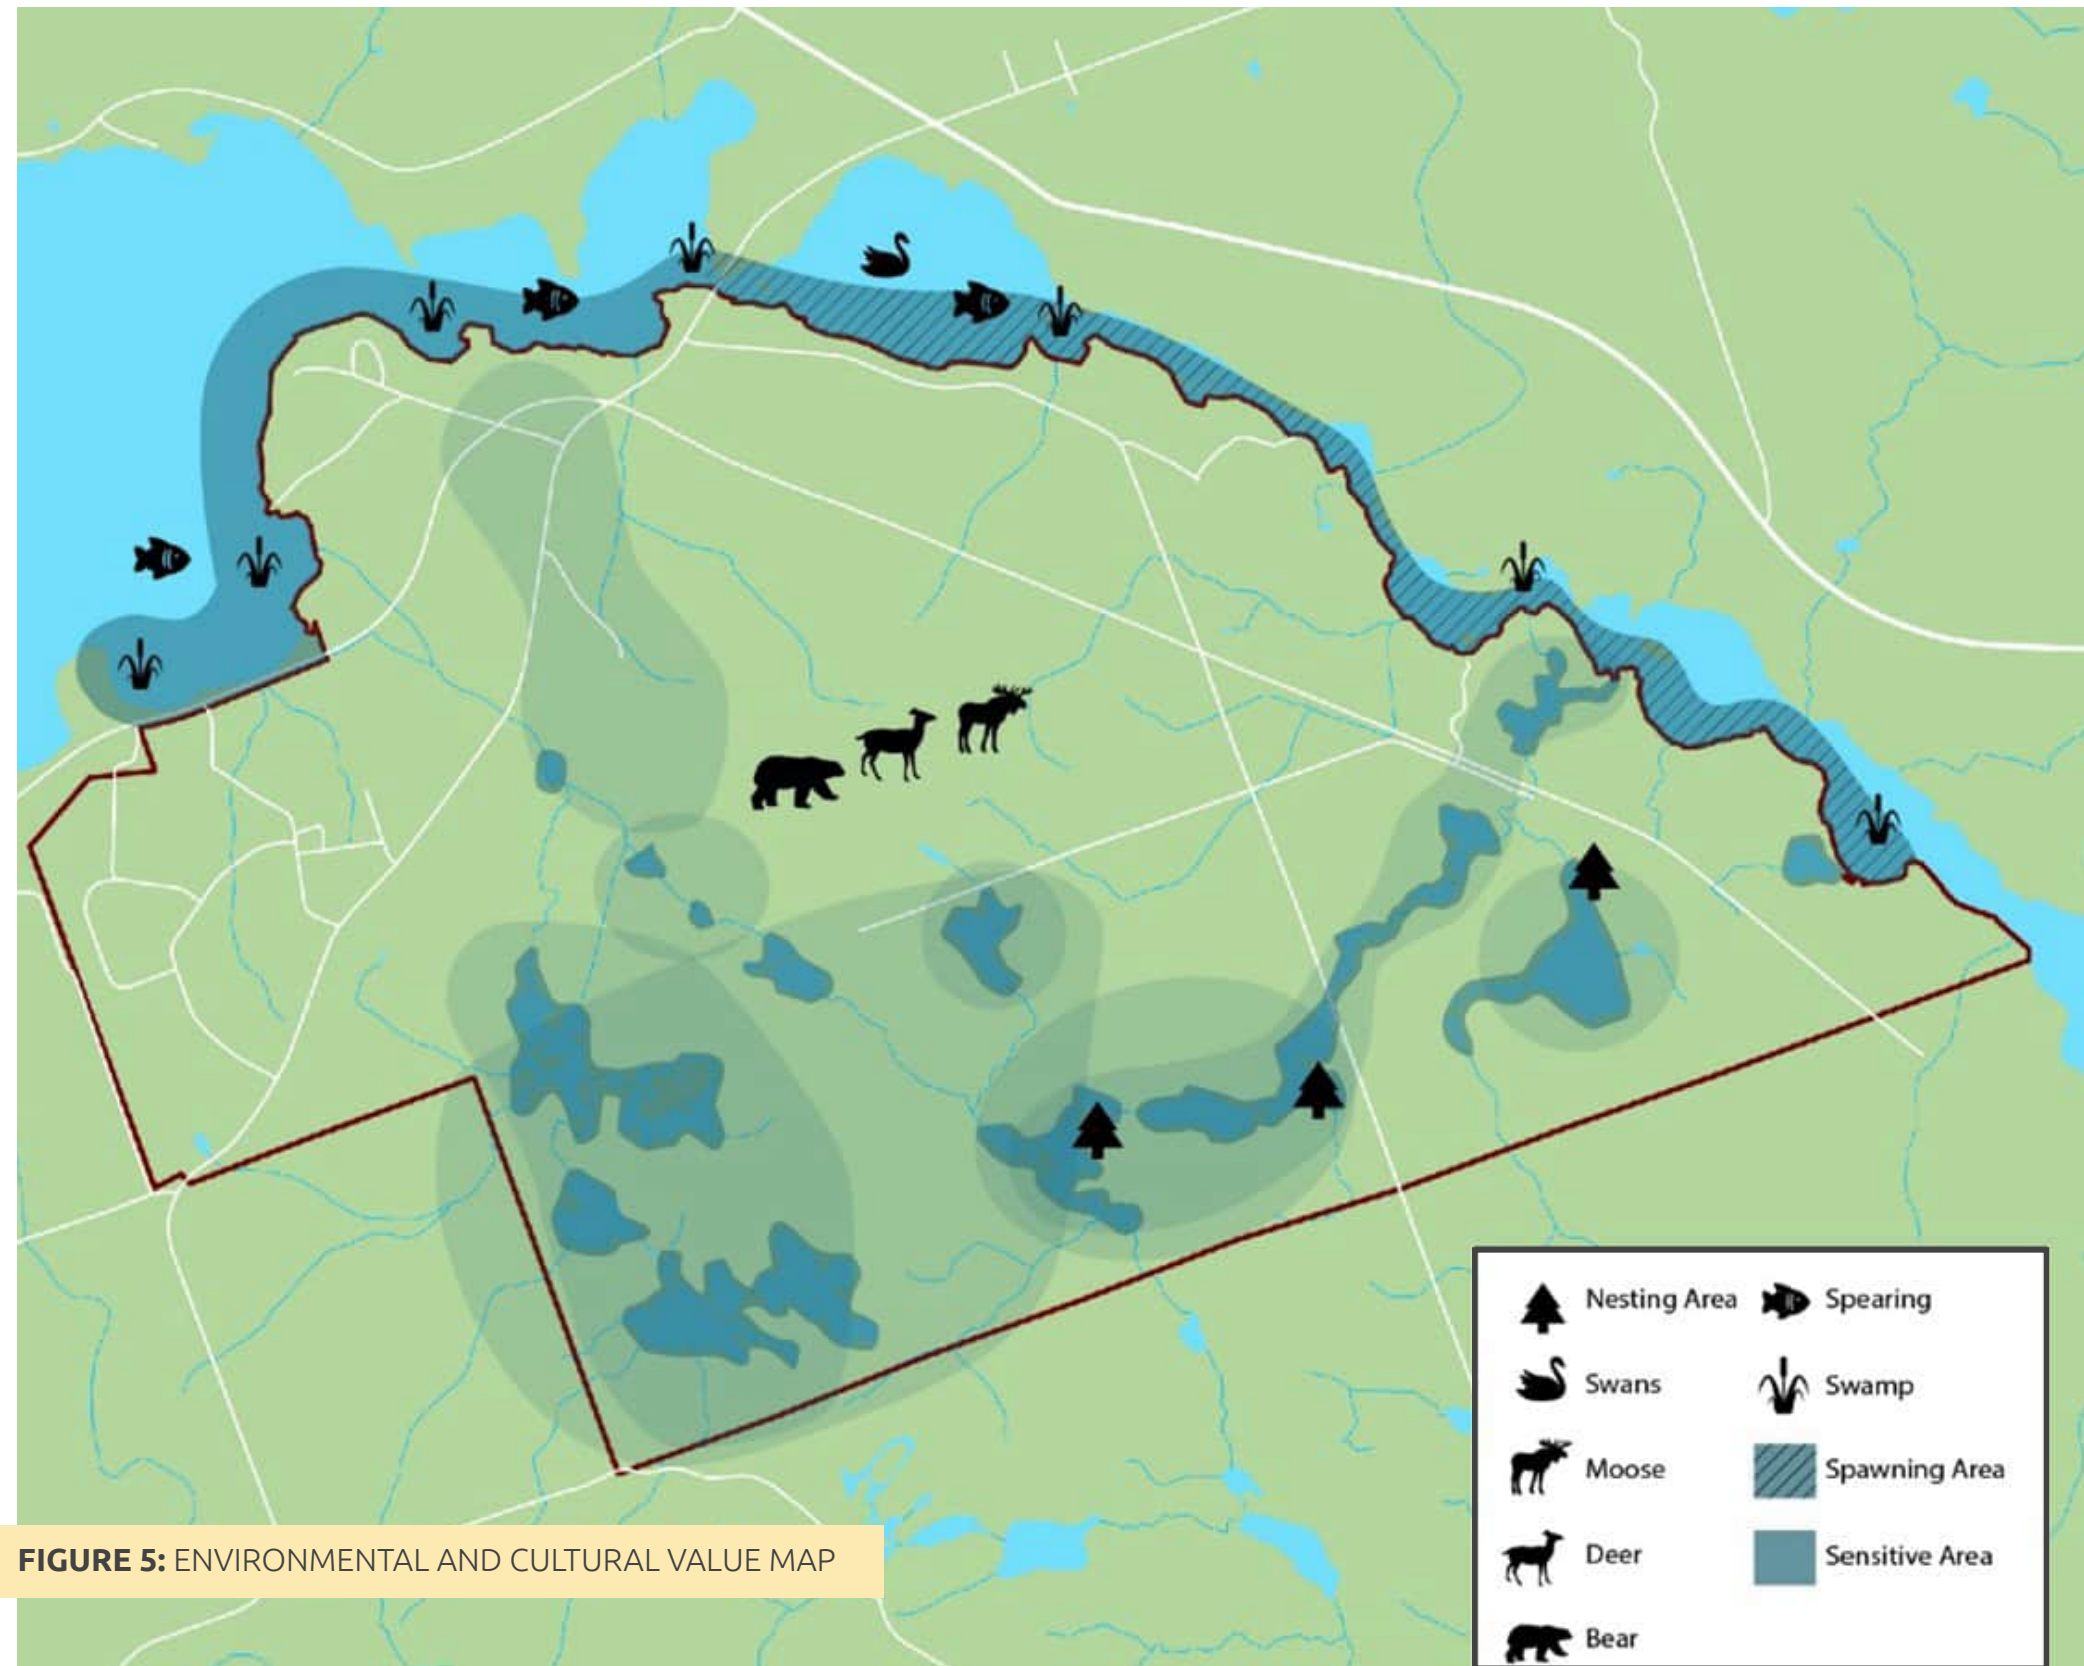 Nesting Area
Spearing
Swans
Swamp
Moose
Spawning Area
Deer
Sensitive Area
Bear
FIGURE 5: ENVIRONMENTAL AND CULTURAL VALUE MAP